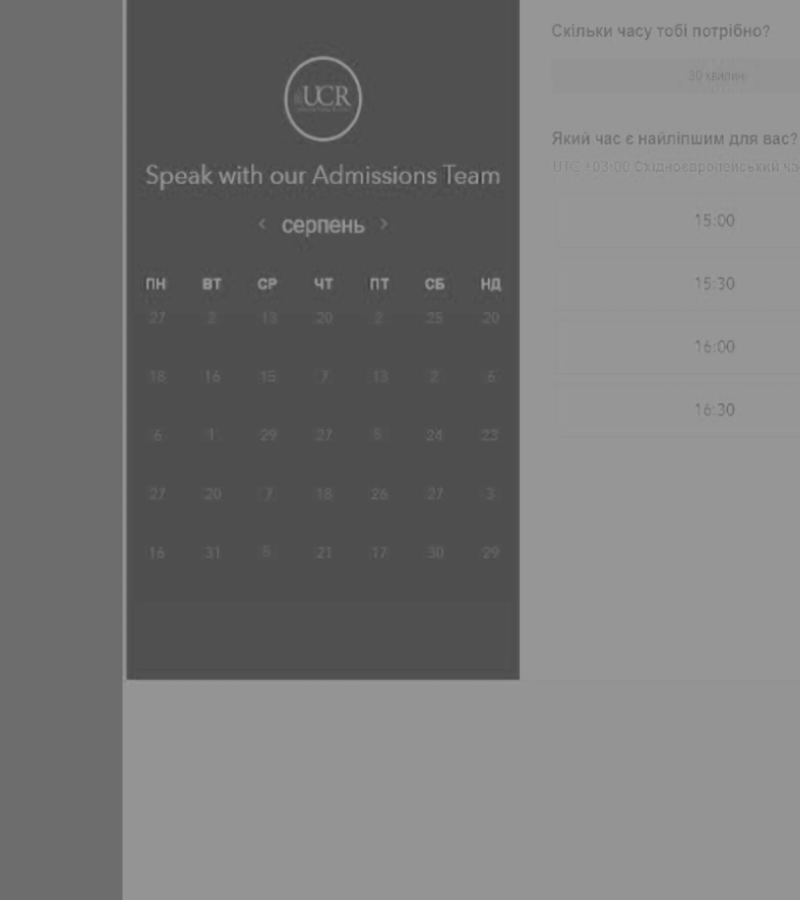 UCR
Speak with our Admissions Team
< серпень >
ПН ВТ СР ЧТ ПТ СБ НД
27 2 13 20 2 25 20
18 16 15 7 13 2 6
6 1 29 27 5 24 23
27 20 7 18 26 27 3
16 31 5 21 17 30 29
Скільки часу тобі потрібно?
30 хвилин
Який час є найліпшим для вас?
UTC +03:00 Східноєвропейський
15:00
15:30
16:00
16:30